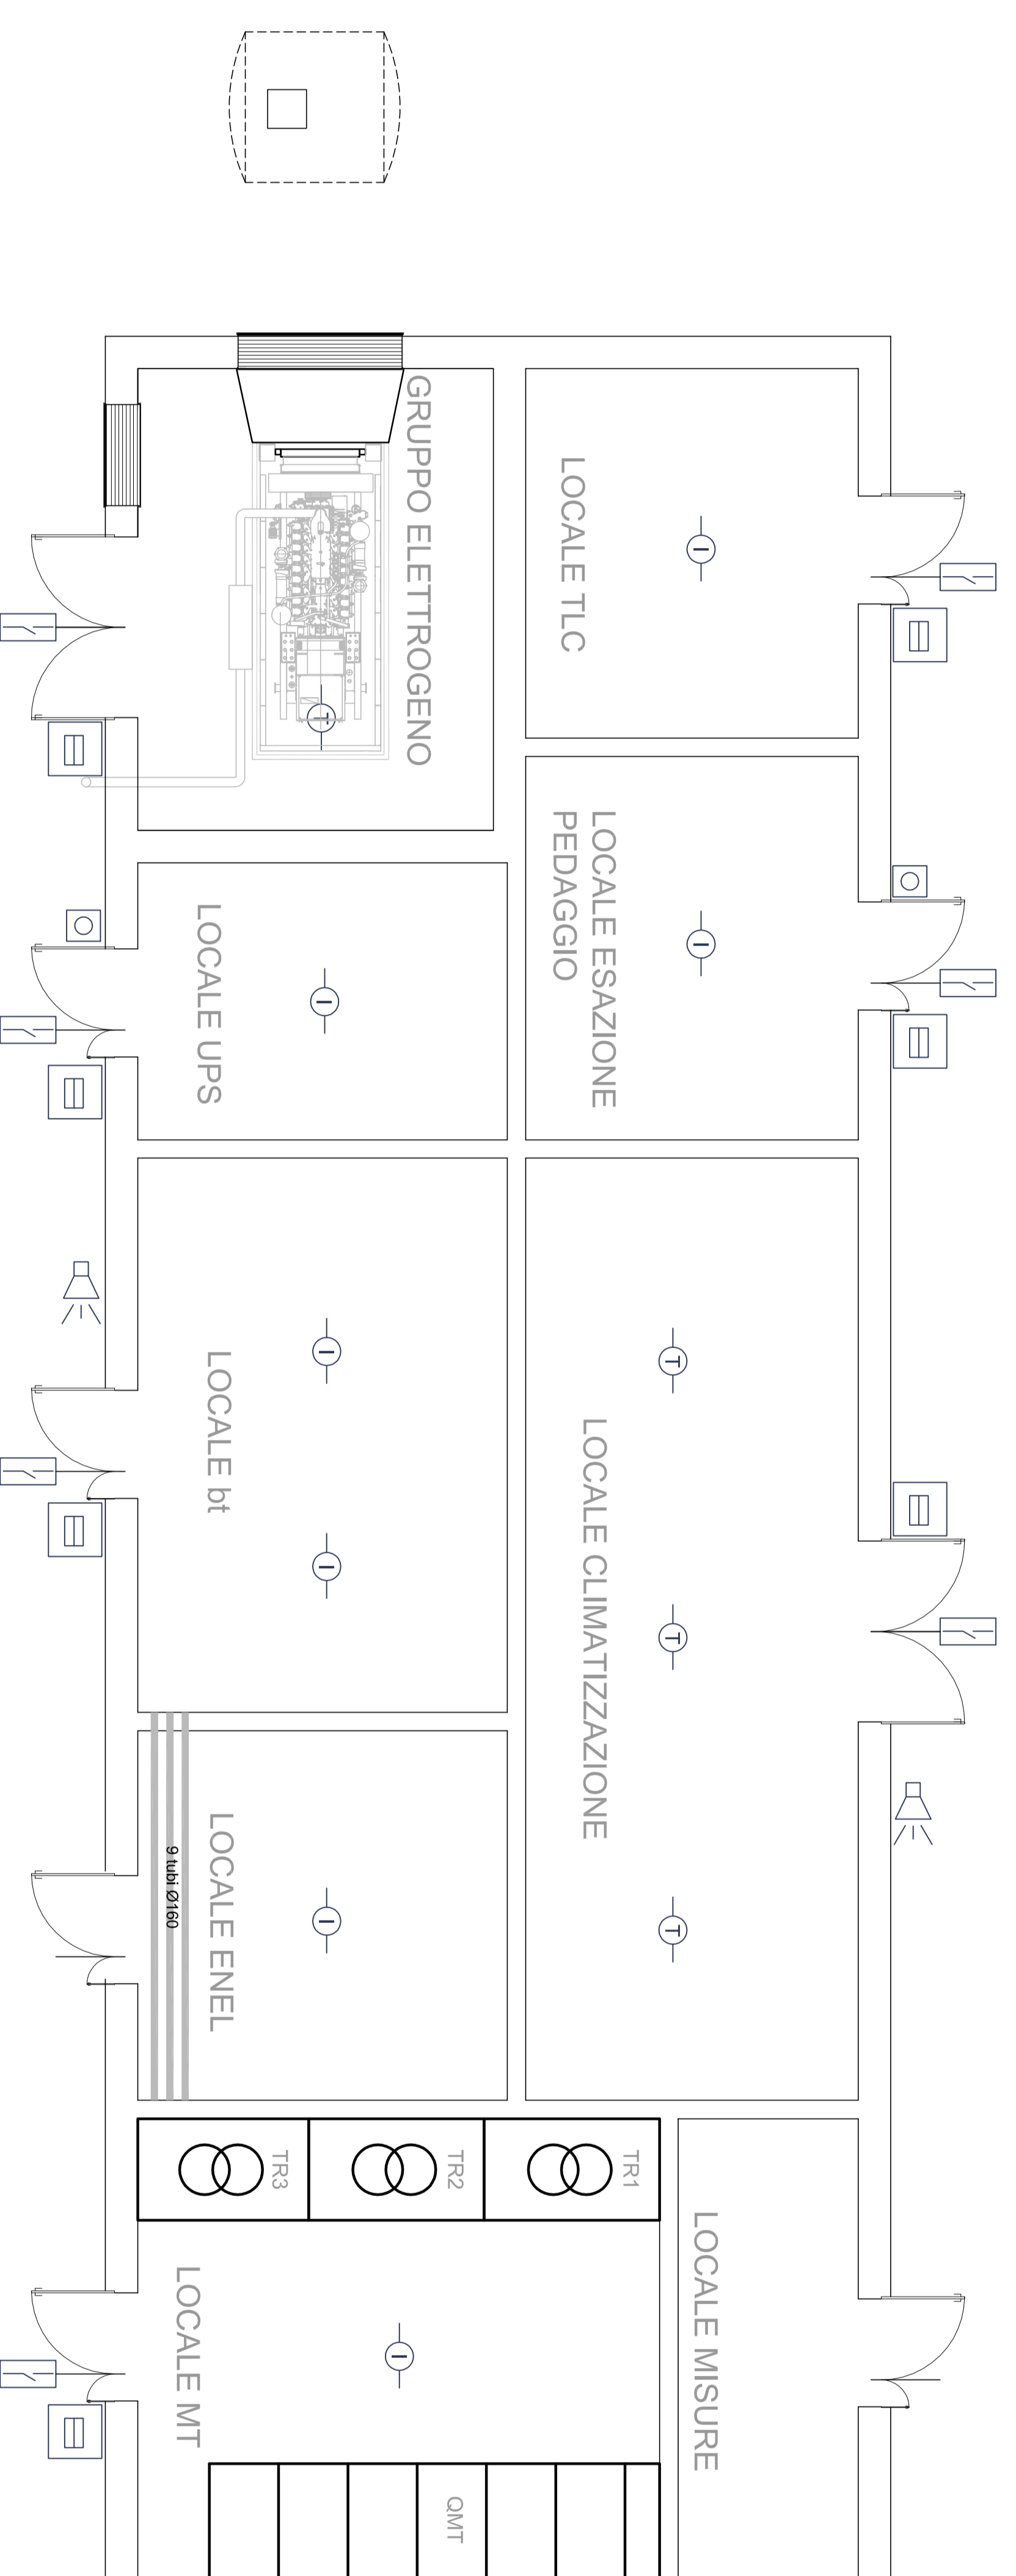 GRUPPO ELETTROGENO
LOCALE TLC
LOCALE ESAZIONE
PEDAGGIO
LOCALE UPS
I
I
I
LOCALE bt
I
I
LOCALE CLIMATIZZAZIONE
T
T
T
LOCALE ENEL
9 tubi Ø160
I
TR3
TR2
TR1
LOCALE MT
I
LOCALE MISURE
QMT